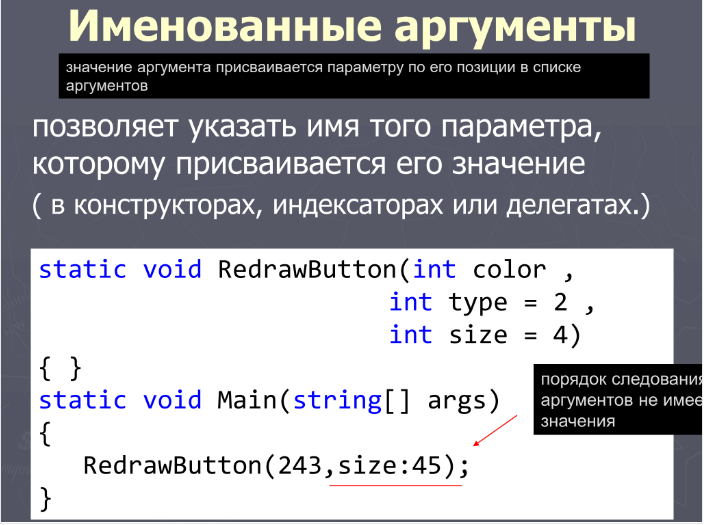 Именованные аргументы
значение аргумента присваивается параметру по его позиции в списке
аргументов
позволяет указать имя того параметра,
которому присваивается его значение
( в конструкторах, индексаторах или делегатах.)
static void RedrawButton(int color ,
int type = 2 ,
int size = 4)
{ }
static void Main(string[] args)
{
RedrawButton(243,size:45);
}
порядок следования
аргументов не имее
значения